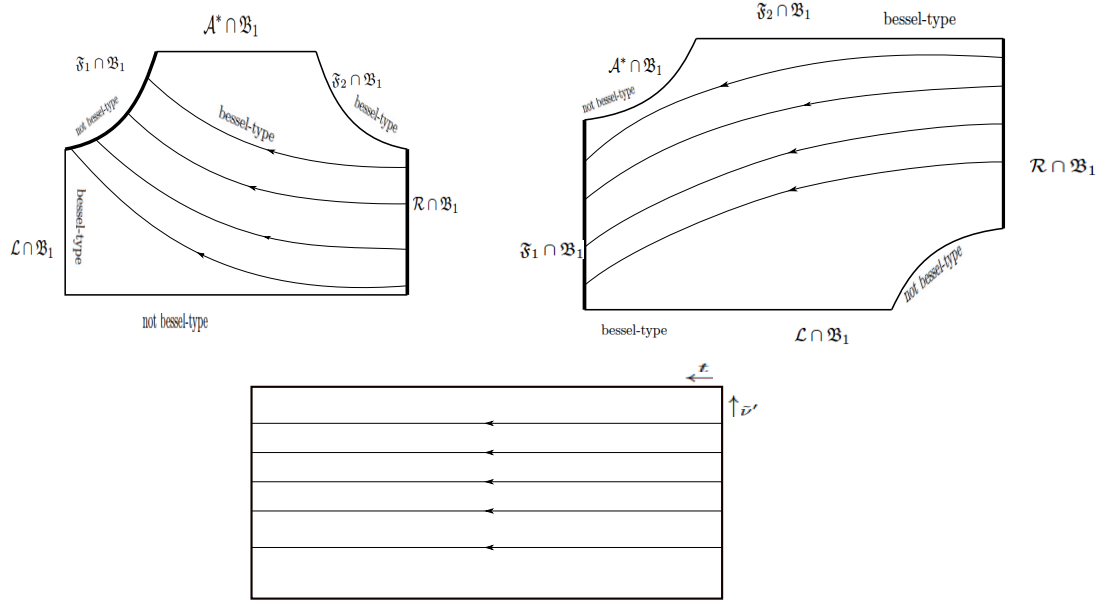 𝒜* ∩ 𝔅₁
𝔉₁ ∩ 𝔅₁
𝔉₂ ∩ 𝔅₁
not bessel-type
bessel-type
bessel-type
bessel-type
ℒ ∩ 𝔅₁
ℛ ∩ 𝔅₁
not bessel-type
𝔉₂ ∩ 𝔅₁
bessel-type
𝒜* ∩ 𝔅₁
not bessel-type
ℛ ∩ 𝔅₁
𝔉₁ ∩ 𝔅₁
not bessel-type
bessel-type
ℒ ∩ 𝔅₁
t
ν̄′